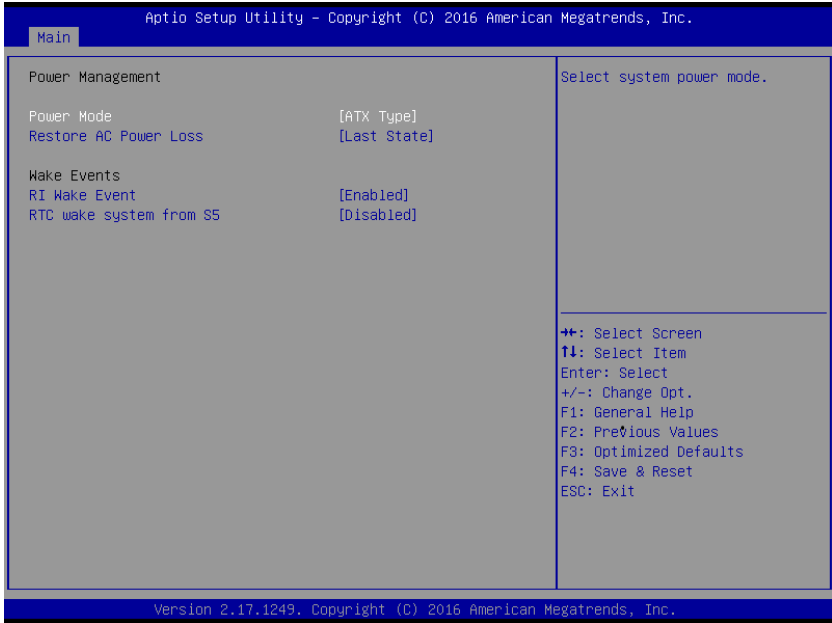 Aptio Setup Utility – Copyright (C) 2016 American Megatrends, Inc.
Main
Power Management
Power Mode [ATX Type]
Restore AC Power Loss [Last State]
Wake Events
RI Wake Event [Enabled]
RTC wake system from S5 [Disabled]
Select system power mode.
→←: Select Screen
↑↓: Select Item
Enter: Select
+/-: Change Opt.
F1: General Help
F2: Previous Values
F3: Optimized Defaults
F4: Save & Reset
ESC: Exit
Version 2.17.1249. Copyright (C) 2016 American Megatrends, Inc.